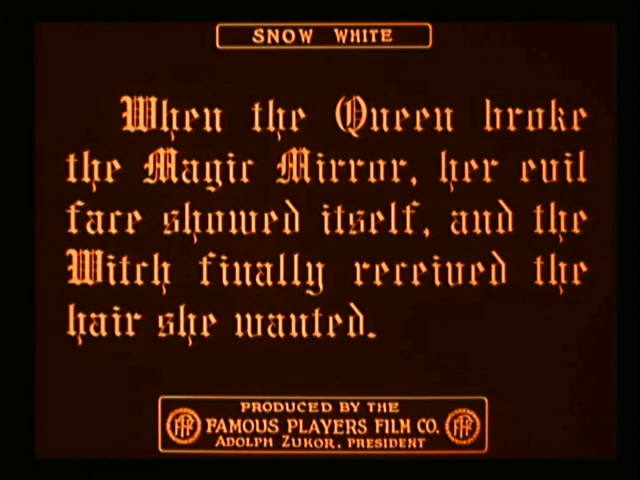 SNOW WHITE
When the Queen broke
the Magic Mirror, her evil
face showed itself, and the
Witch finally received the
hair she wanted.
PRODUCED BY THE
FAMOUS PLAYERS FILM CO.
ADOLPH ZUKOR, PRESIDENT